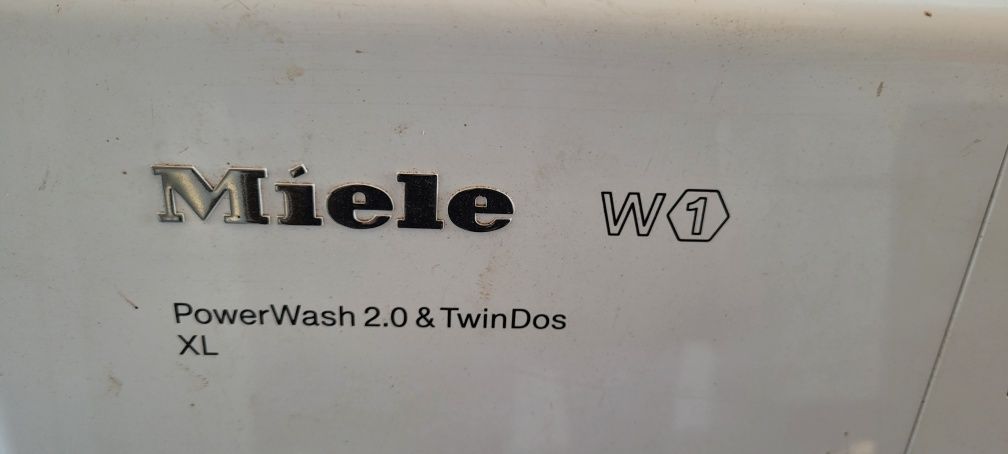 Miele W1
PowerWash 2.0 & TwinDos
XL